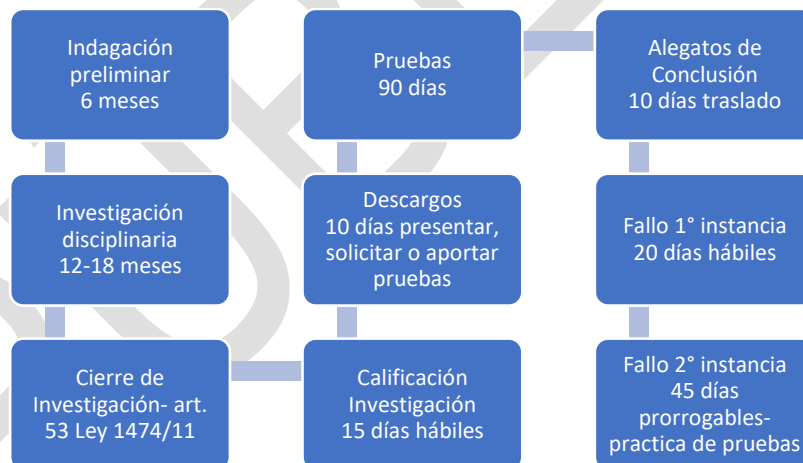 Indagación
preliminar
6 meses
Investigación
disciplinaria
12-18 meses
Cierre de
Investigación- art.
53 Ley 1474/11
Calificación
Investigación
15 días hábiles
Descargos
10 días presentar,
solicitar o aportar
pruebas
Pruebas
90 días
Alegatos de
Conclusión
10 días traslado
Fallo 1° instancia
20 días hábiles
Fallo 2° instancia
45 días
prorrogables-
practica de pruebas